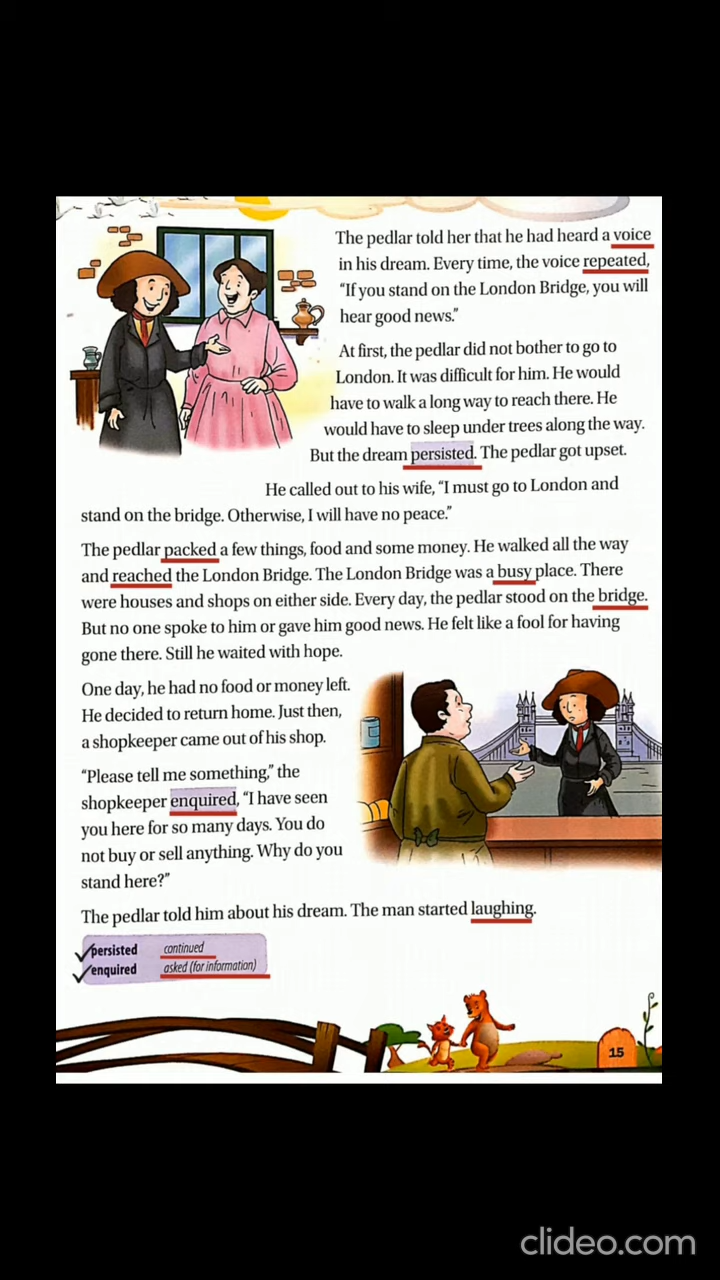 The pedlar told her that he had heard a voice
in his dream. Every time, the voice repeated,
“If you stand on the London Bridge, you will
hear good news.”
At first, the pedlar did not bother to go to
London. It was difficult for him. He would
have to walk a long way to reach there. He
would have to sleep under trees along the way.
But the dream persisted. The pedlar got upset.
He called out to his wife, “I must go to London and
stand on the bridge. Otherwise, I will have no peace.”
The pedlar packed a few things, food and some money. He walked all the way
and reached the London Bridge. The London Bridge was a busy place. There
were houses and shops on either side. Every day, the pedlar stood on the bridge.
But no one spoke to him or gave him good news. He felt like a fool for having
gone there. Still he waited with hope.
One day, he had no food or money left.
He decided to return home. Just then,
a shopkeeper came out of his shop.
“Please tell me something,” the
shopkeeper enquired, “I have seen
you here for so many days. You do
not buy or sell anything. Why do you
stand here?”
The pedlar told him about his dream. The man started laughing.
persisted continued
enquired asked (for information)
15
clideo.com